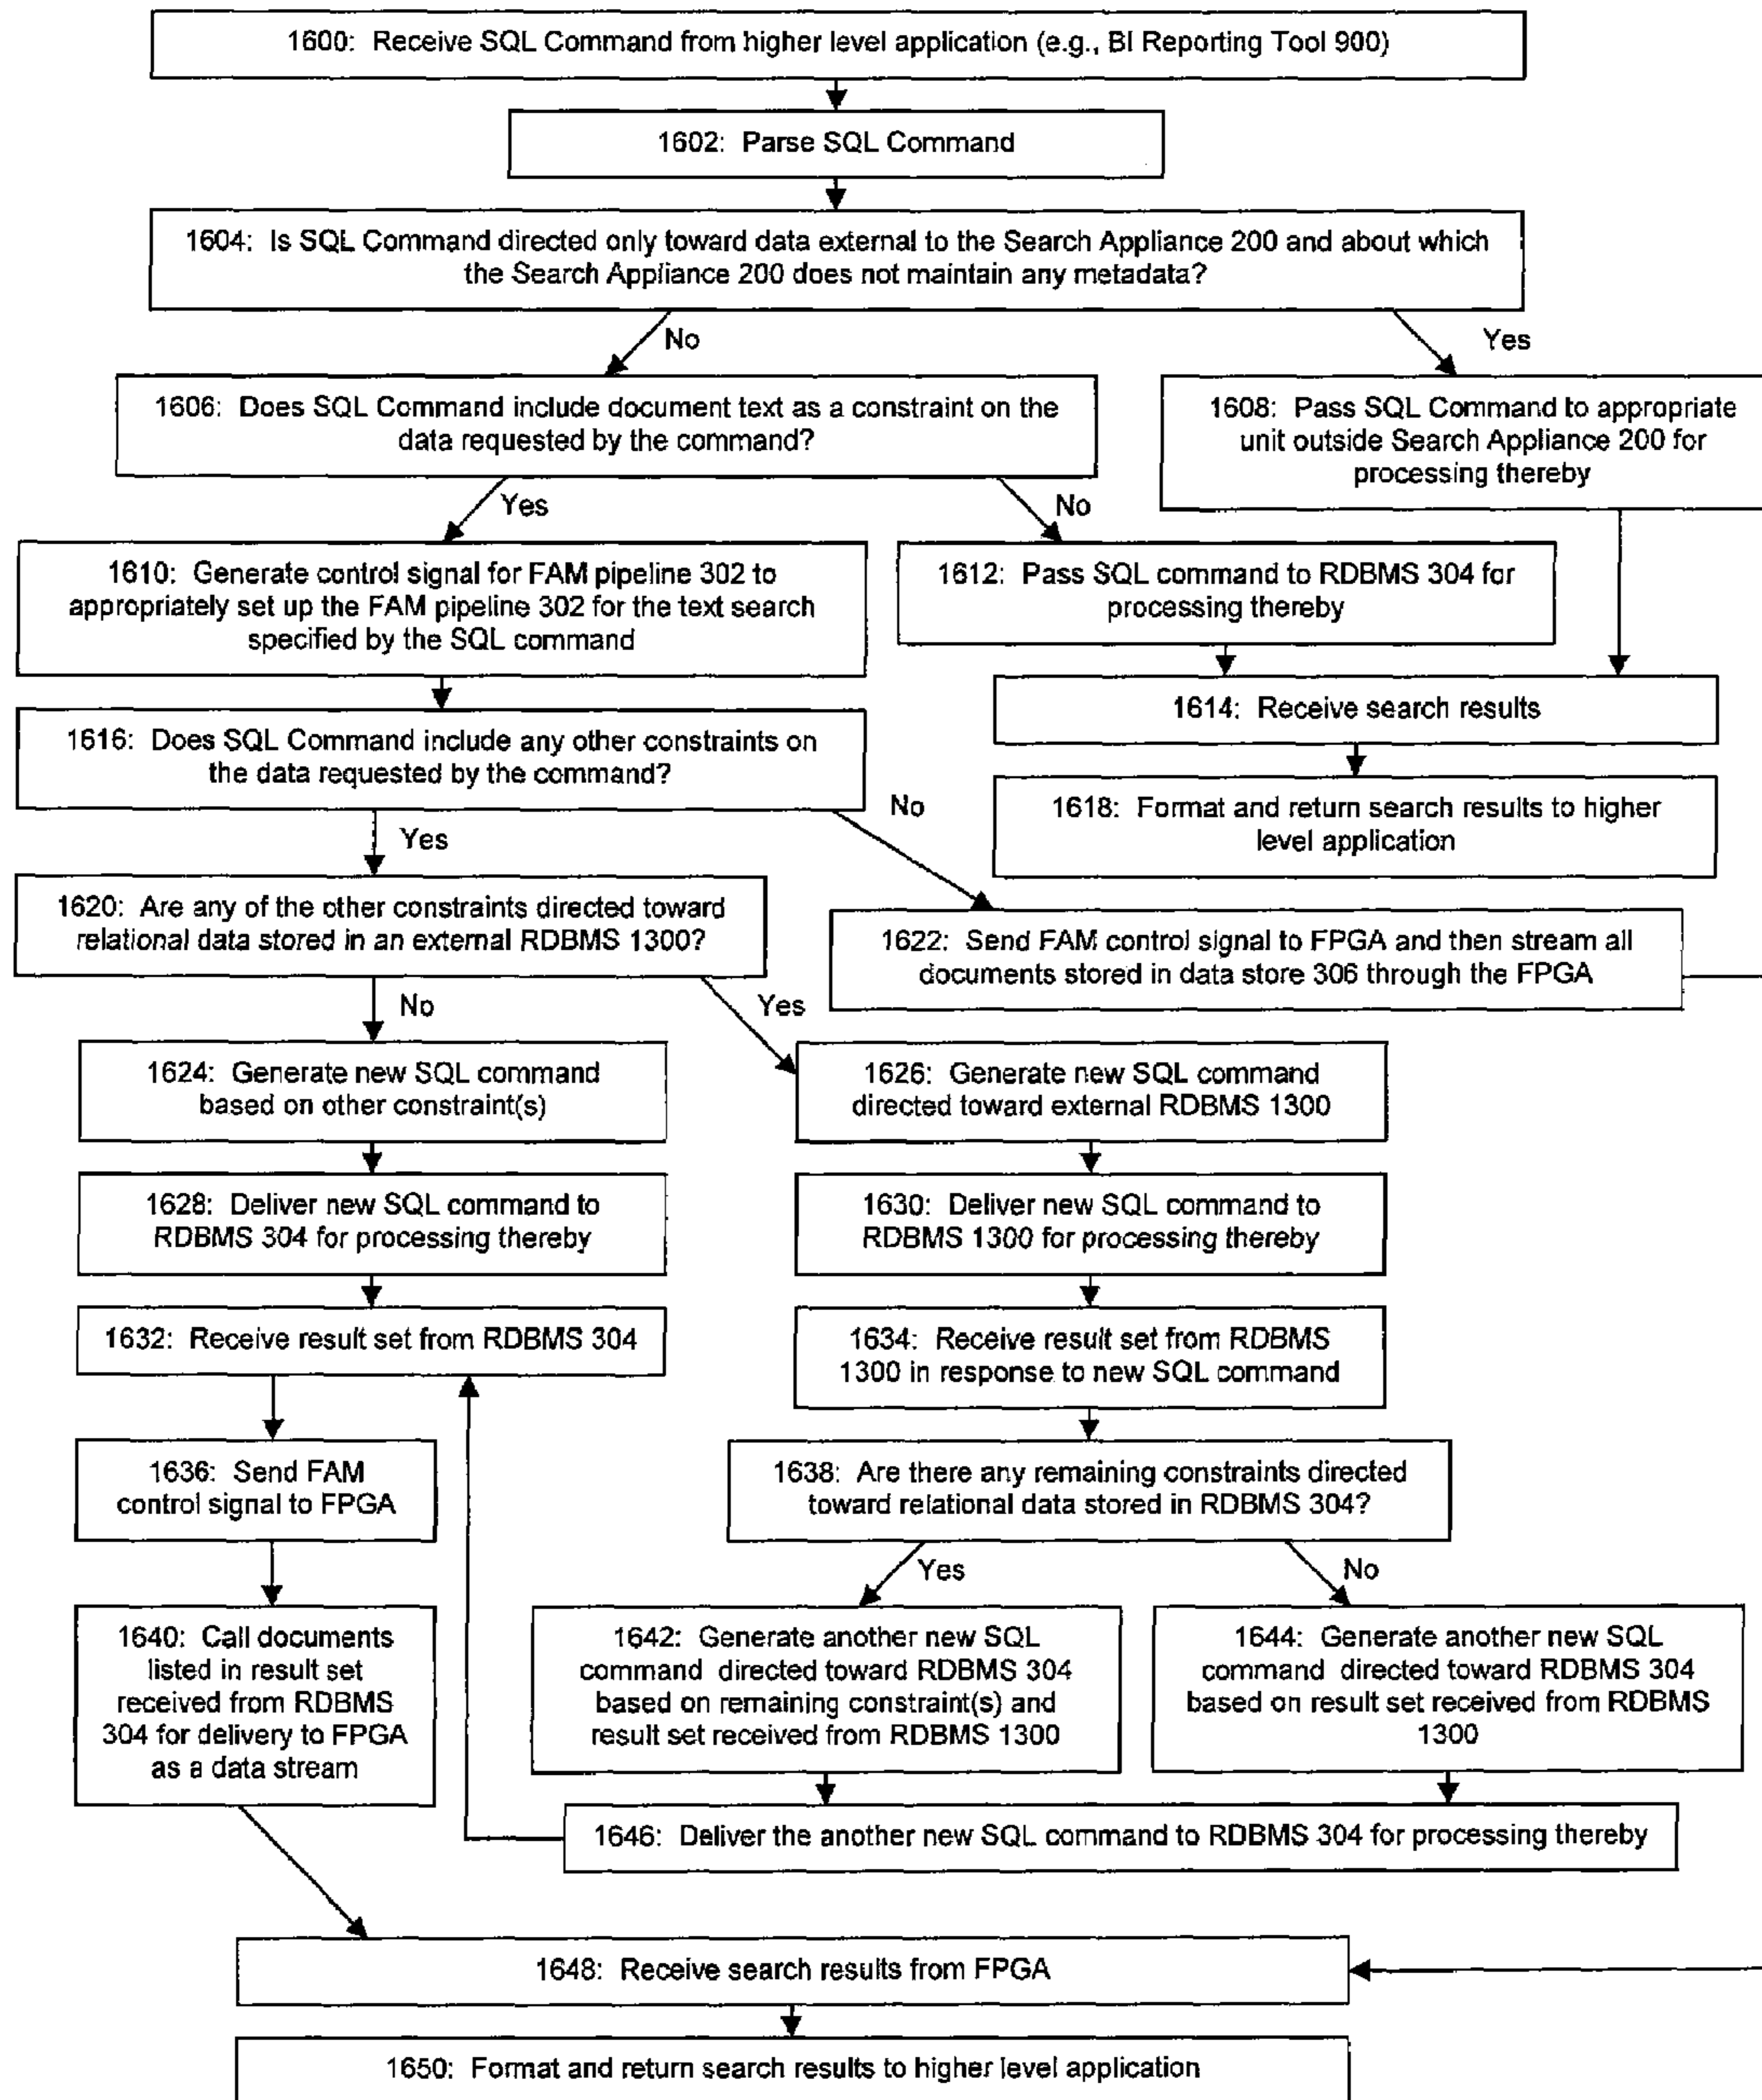 1600: Receive SQL Command from higher level application (e.g., BI Reporting Tool 900)
1602: Parse SQL Command
1604: Is SQL Command directed only toward data external to the Search Appliance 200 and about which
the Search Appliance 200 does not maintain any metadata?
No
Yes
1606: Does SQL Command include document text as a constraint on the
data requested by the command?
1608: Pass SQL Command to appropriate
unit outside Search Appliance 200 for
processing thereby
Yes
No
1610: Generate control signal for FAM pipeline 302 to
appropriately set up the FAM pipeline 302 for the text search
specified by the SQL command
1612: Pass SQL command to RDBMS 304 for
processing thereby
1614: Receive search results
1616: Does SQL Command include any other constraints on
the data requested by the command?
1618: Format and return search results to higher
level application
No
Yes
1620: Are any of the other constraints directed toward
relational data stored in an external RDBMS 1300?
1622: Send FAM control signal to FPGA and then stream all
documents stored in data store 306 through the FPGA
No
Yes
1624: Generate new SQL command
based on other constraint(s)
1626: Generate new SQL command
directed toward external RDBMS 1300
1628: Deliver new SQL command to
RDBMS 304 for processing thereby
1630: Deliver new SQL command to
RDBMS 1300 for processing thereby
1632: Receive result set from RDBMS 304
1634: Receive result set from RDBMS
1300 in response to new SQL command
1636: Send FAM
control signal to FPGA
1638: Are there any remaining constraints directed
toward relational data stored in RDBMS 304?
Yes
No
1640: Call documents
listed in result set
received from RDBMS
304 for delivery to FPGA
as a data stream
1642: Generate another new SQL
command directed toward RDBMS 304
based on remaining constraint(s) and
result set received from RDBMS 1300
1644: Generate another new SQL
command directed toward RDBMS 304
based on result set received from RDBMS
1300
1646: Deliver the another new SQL command to RDBMS 304 for processing thereby
1648: Receive search results from FPGA
1650: Format and return search results to higher level application